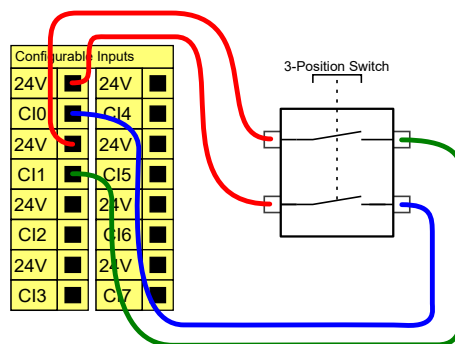 Configurable Inputs
24V 24V
CI0 CI4
24V 24V
CI1 CI5
24V 24V
CI2 CI6
24V 24V
CI3 CI7
3-Position Switch